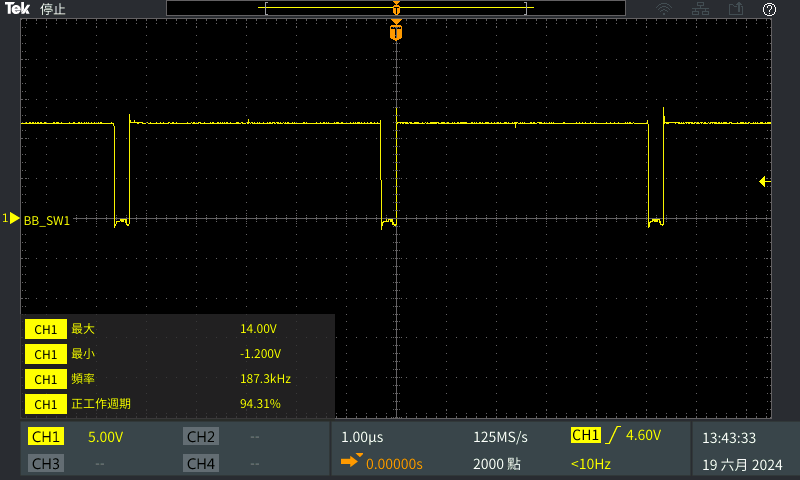 Tek 停止
T
T
1 BB_SW1
CH1 最大 14.00V
CH1 最小 -1.200V
CH1 頻率 187.3kHz
CH1 正工作週期 94.31%
CH1 5.00V CH2 -- 1.00µs 125MS/s CH1 4.60V 13:43:33
CH3 -- CH4 -- 0.00000s 2000 點 <10Hz 19 六月 2024